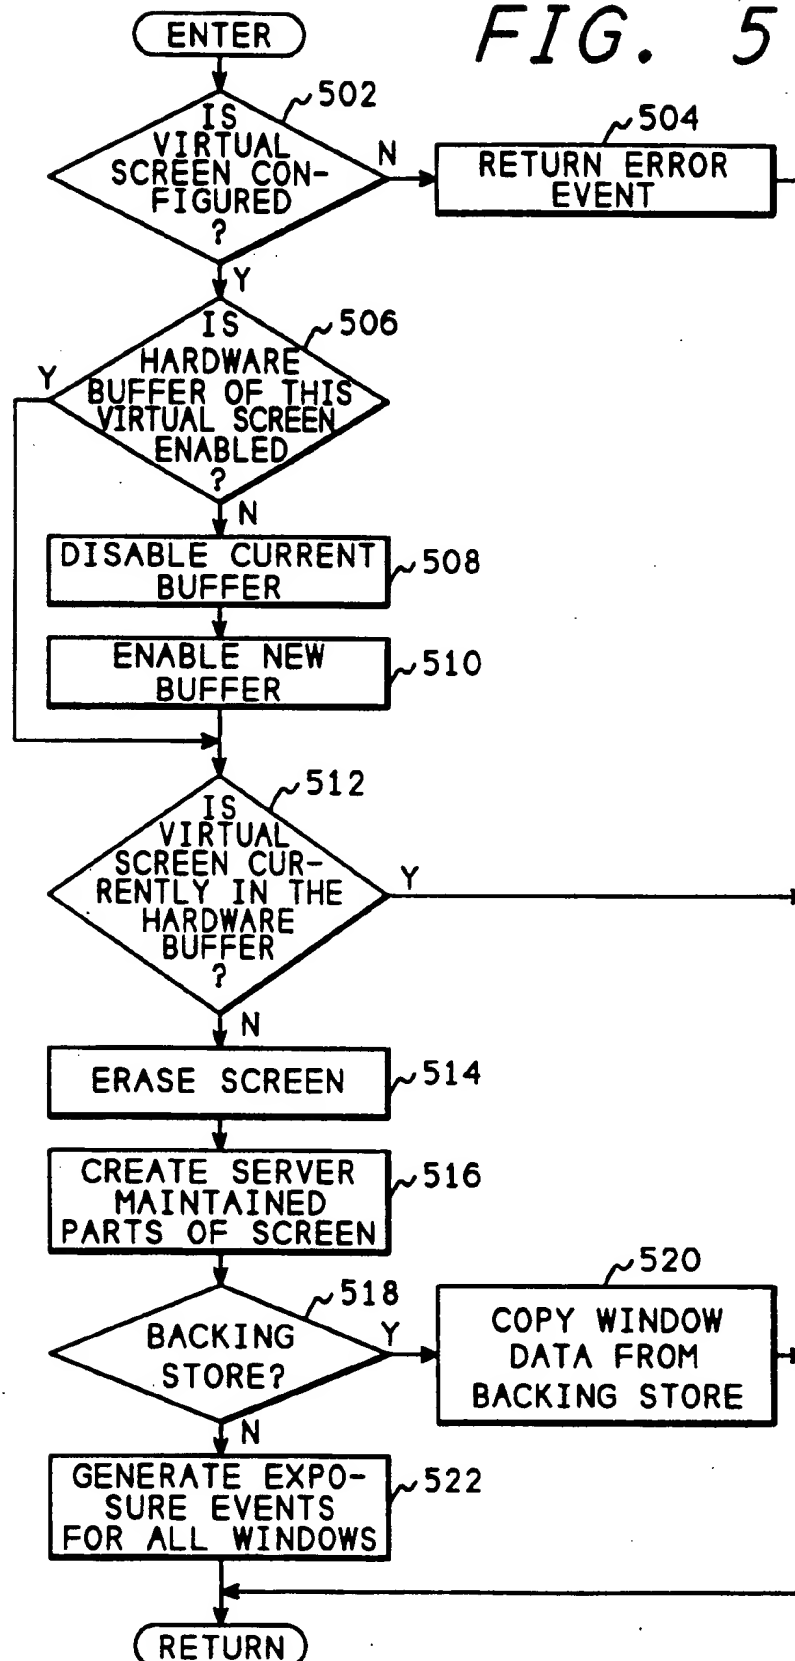 FIG. 5
ENTER
502
IS
VIRTUAL
SCREEN CON-
FIGURED
?
N
504
RETURN ERROR
EVENT
Y
506
IS
HARDWARE
BUFFER OF THIS
VIRTUAL SCREEN
ENABLED
?
Y
N
DISABLE CURRENT
BUFFER
508
ENABLE NEW
BUFFER
510
512
IS
VIRTUAL
SCREEN CUR-
RENTLY IN THE
HARDWARE
BUFFER
?
Y
N
ERASE SCREEN
514
CREATE SERVER
MAINTAINED
PARTS OF SCREEN
516
518
BACKING
STORE?
Y
520
COPY WINDOW
DATA FROM
BACKING STORE
N
GENERATE EXPO-
SURE EVENTS
FOR ALL WINDOWS
522
RETURN